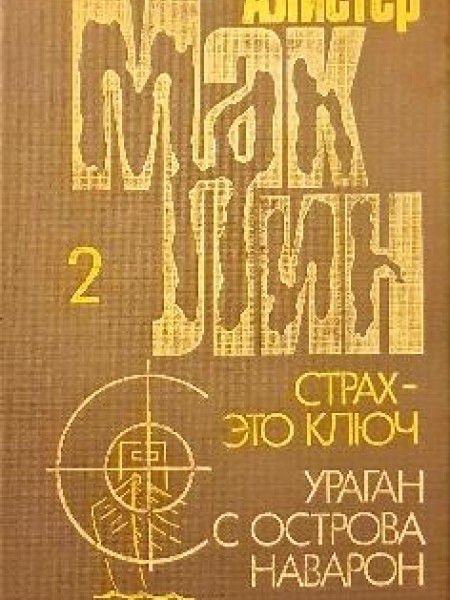 Алистер
Мак
Лин
2
СТРАХ –
ЭТО КЛЮЧ
УРАГАН
С ОСТРОВА
НАВАРОН